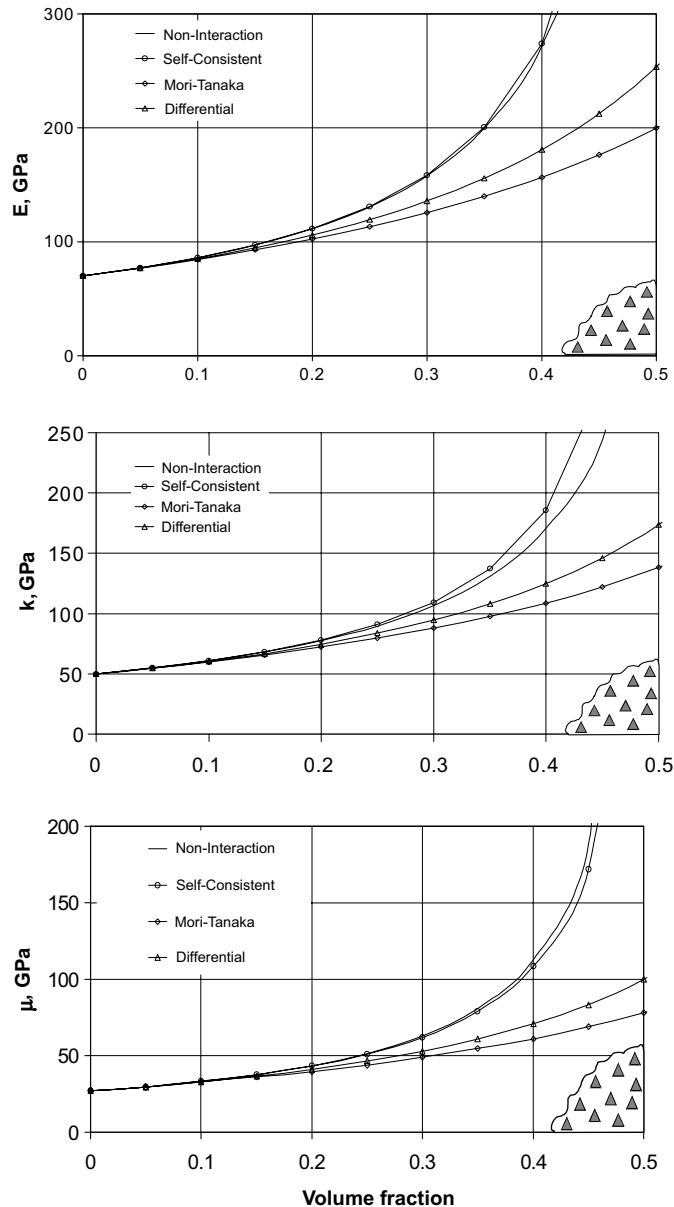 300
Non-Interaction
Self-Consistent
Mori-Tanaka
Differential
200
E, GPa
100
0
0 0.1 0.2 0.3 0.4 0.5
250
Non-Interaction
Self-Consistent
Mori-Tanaka
Differential
200
150
k, GPa
100
50
0
0 0.1 0.2 0.3 0.4 0.5
200
Non-Interaction
Self-Consistent
Mori-Tanaka
Differential
150
μ, GPa
100
50
0
0 0.1 0.2 0.3 0.4 0.5
Volume fraction